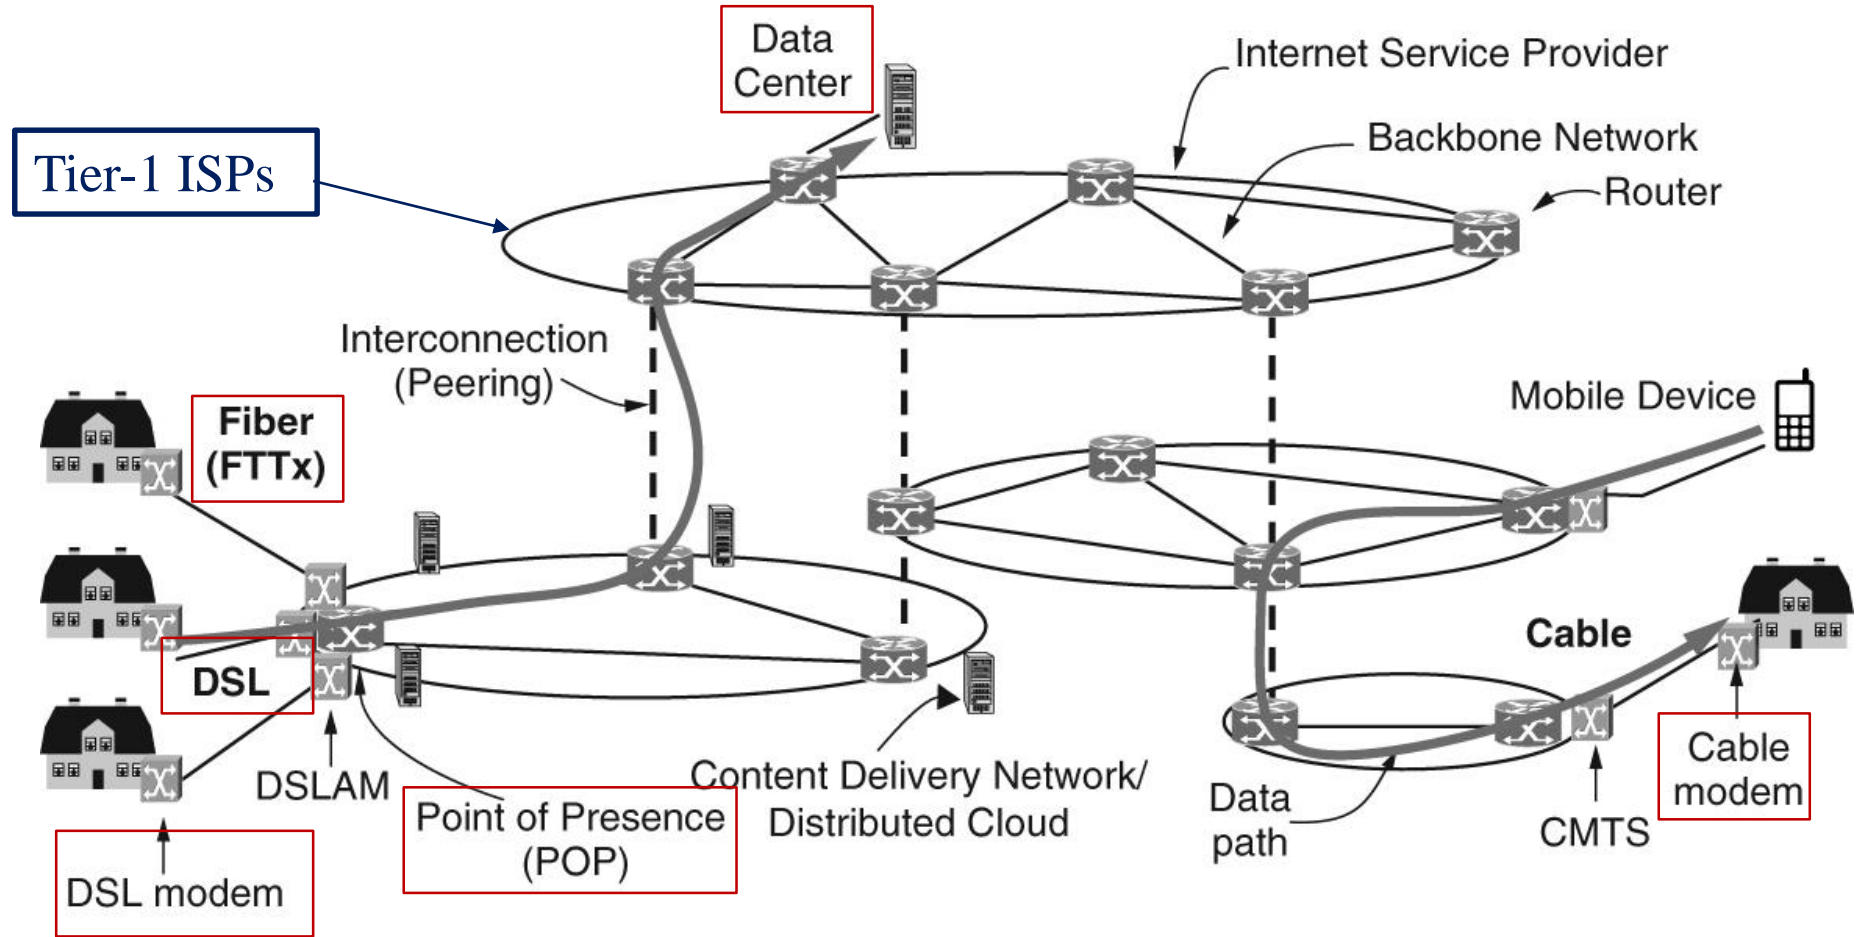 Data
Center
Internet Service Provider
Backbone Network
Tier-1 ISPs
Router
Interconnection
(Peering)
Mobile Device
Fiber
(FTTx)
Cable
DSL
DSLAM
Content Delivery Network/
Distributed Cloud
Point of Presence
(POP)
Data
path
CMTS
Cable
modem
DSL modem